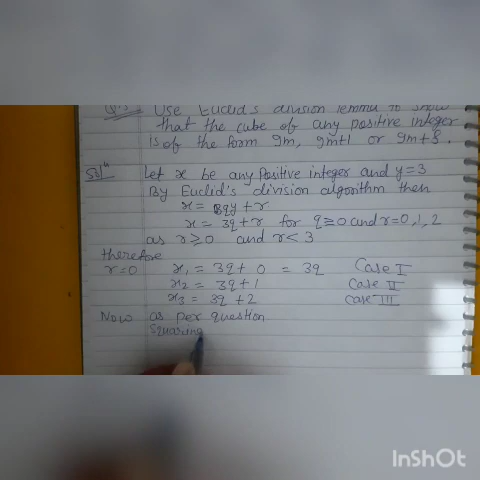 Q.5 Use Euclid's division lemma to show
that the cube of any positive integer
is of the form 9m, 9m+1 or 9m+8.
Solⁿ Let x be any positive integer and y=3
By Euclid's division algorithm then
x = 3qy + r
x = 3q + r for q ≥ 0 and r = 0, 1, 2
as r ≥ 0 and r < 3
therefore
r=0 x₁ = 3q + 0 = 3q Case I
x₂ = 3q + 1 Case II
x₃ = 3q + 2 Case III
Now as per question
Squaring
InShOt